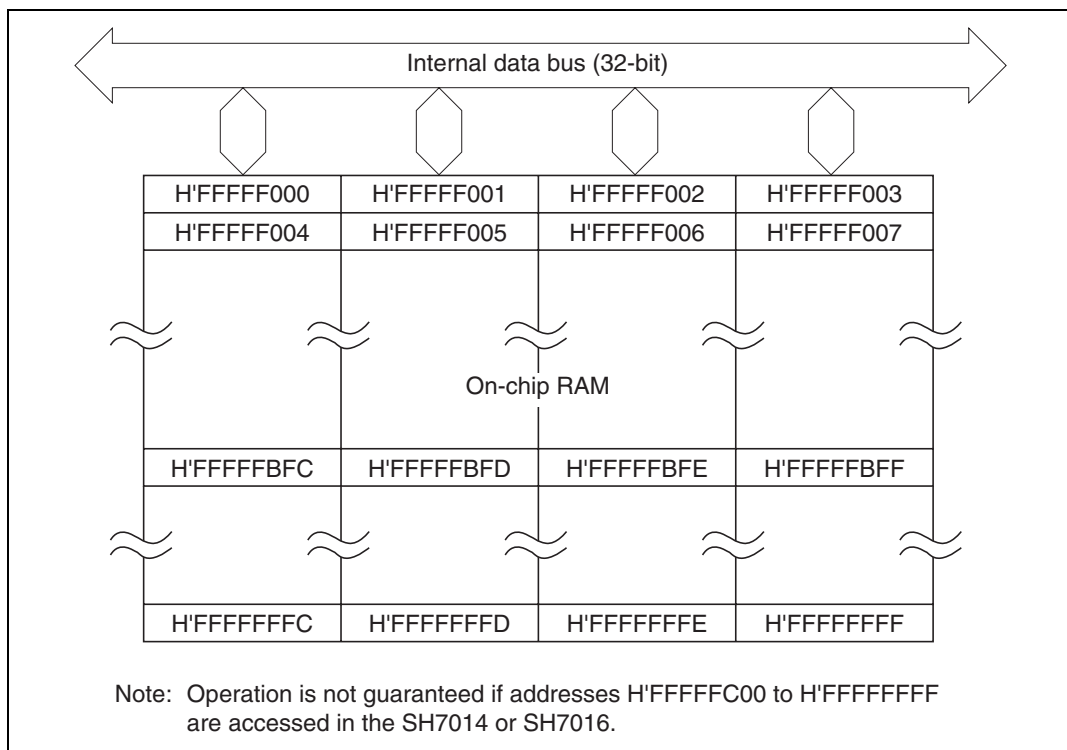 Internal data bus (32-bit)
H'FFFFF000 H'FFFFF001 H'FFFFF002 H'FFFFF003
H'FFFFF004 H'FFFFF005 H'FFFFF006 H'FFFFF007
On-chip RAM
H'FFFFFBFC H'FFFFFBFD H'FFFFFBFE H'FFFFFBFF
H'FFFFFFFC H'FFFFFFFD H'FFFFFFFE H'FFFFFFFF
Note: Operation is not guaranteed if addresses H'FFFFFC00 to H'FFFFFFFF
are accessed in the SH7014 or SH7016.